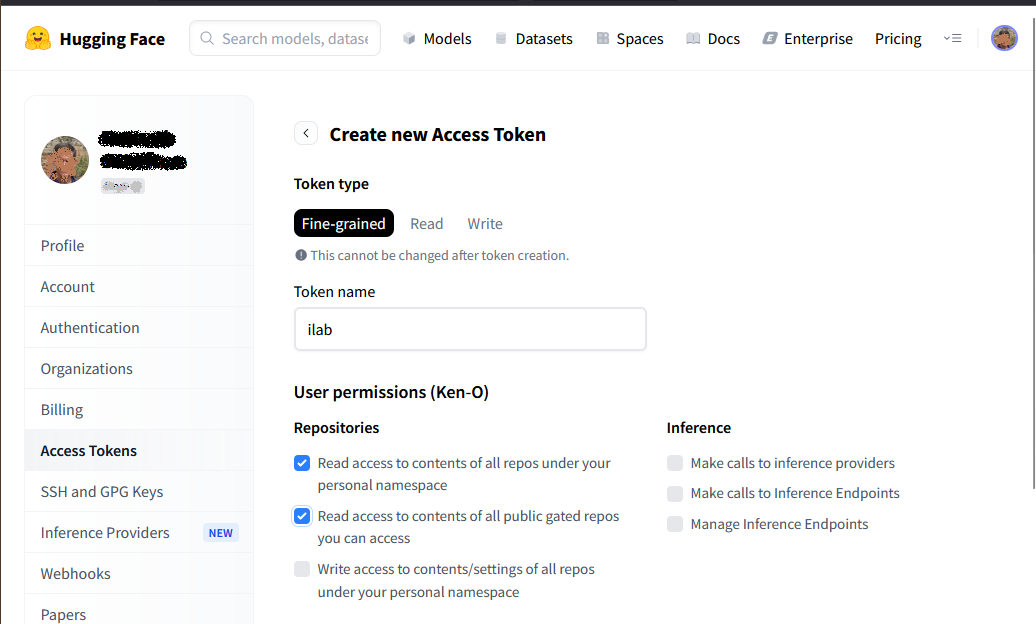 Hugging Face
Search models, datase
Models
Datasets
Spaces
Docs
Enterprise
Pricing
Profile
Account
Authentication
Organizations
Billing
Access Tokens
SSH and GPG Keys
Inference Providers NEW
Webhooks
Papers
Create new Access Token
Token type
Fine-grained Read Write
This cannot be changed after token creation.
Token name
ilab
User permissions (Ken-O)
Repositories
Read access to contents of all repos under your
personal namespace
Read access to contents of all public gated repos
you can access
Write access to contents/settings of all repos
under your personal namespace
Inference
Make calls to inference providers
Make calls to Inference Endpoints
Manage Inference Endpoints